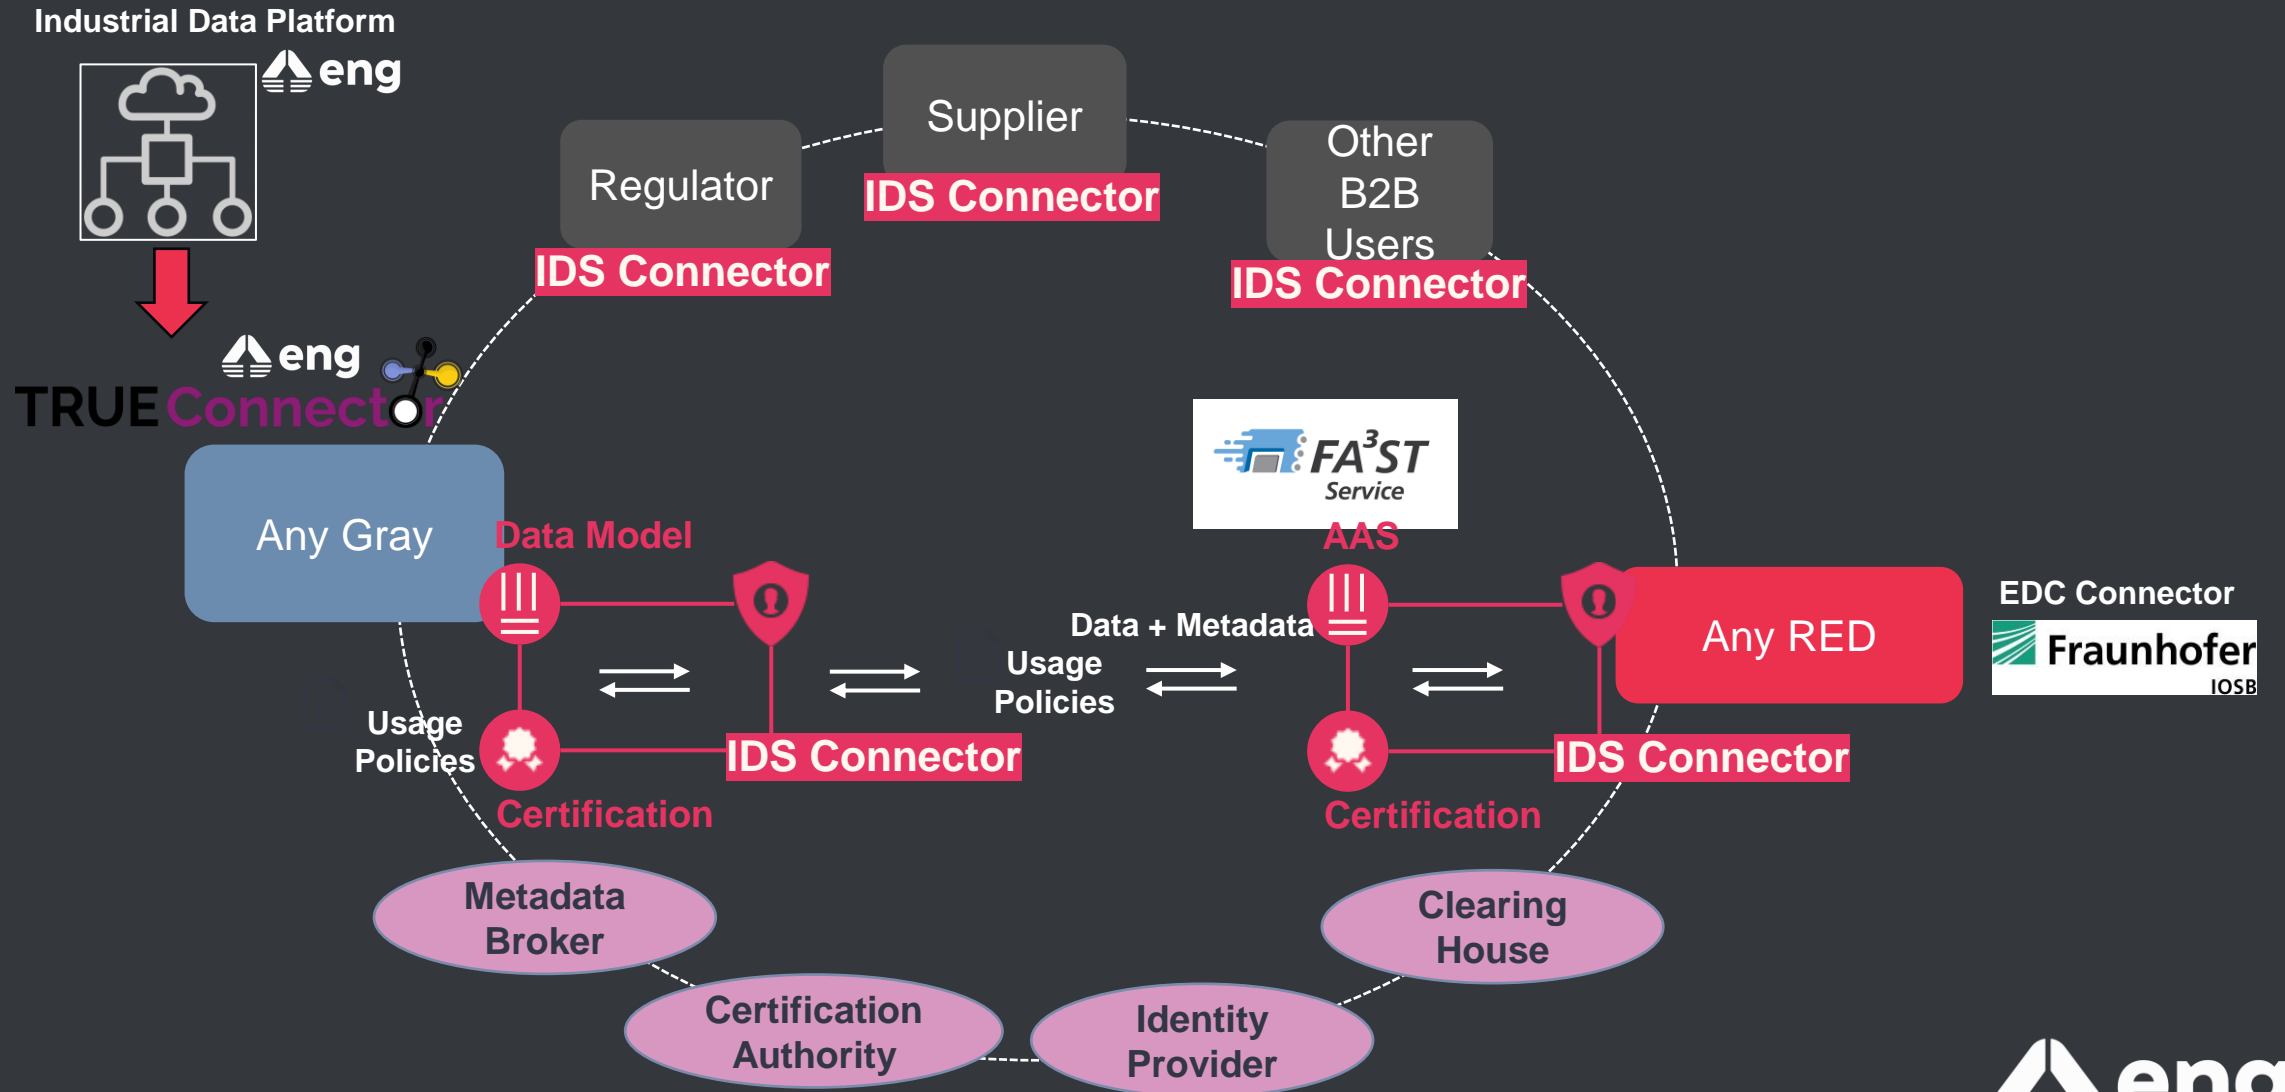 Industrial Data Platform
eng
Supplier
IDS Connector
Regulator
IDS Connector
Other
B2B
Users
IDS Connector
eng
TRUE Connector
FA³ST
Service
Any Gray
Data Model
AAS
Any RED
EDC Connector
Fraunhofer
IOSB
Data + Metadata
Usage
Policies
Usage
Policies
IDS Connector
IDS Connector
Certification
Certification
Metadata
Broker
Clearing
House
Certification
Authority
Identity
Provider
eng